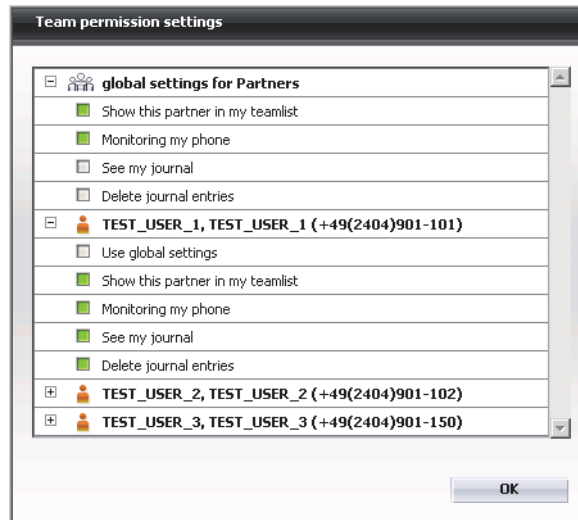 Team permission settings
global settings for Partners
Show this partner in my teamlist
Monitoring my phone
See my journal
Delete journal entries
TEST_USER_1, TEST_USER_1 (+49(2404)901-101)
Use global settings
Show this partner in my teamlist
Monitoring my phone
See my journal
Delete journal entries
TEST_USER_2, TEST_USER_2 (+49(2404)901-102)
TEST_USER_3, TEST_USER_3 (+49(2404)901-150)
OK